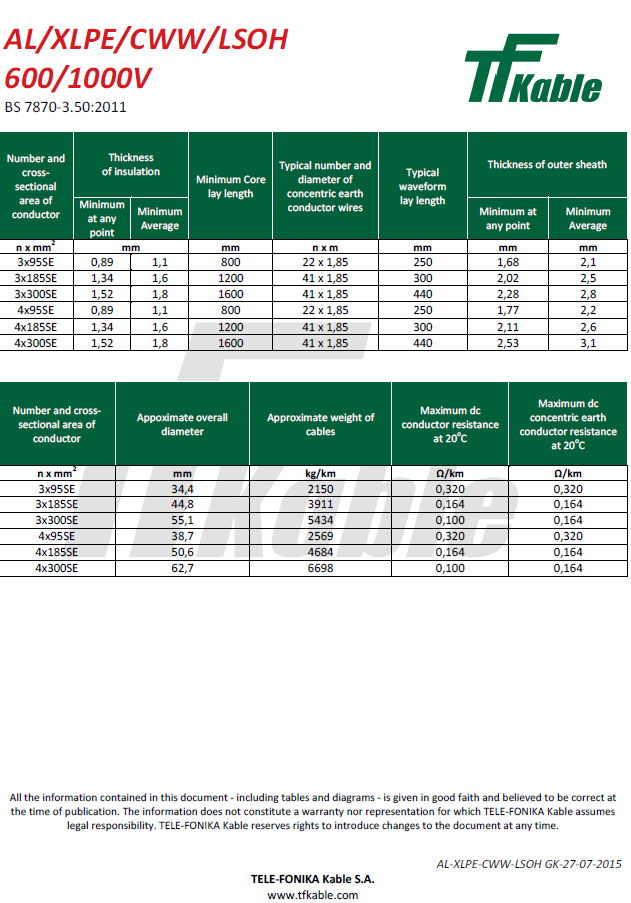 AL/XLPE/CWW/LSOH
600/1000V
BS 7870-3.50:2011
TF Kable
Number and cross-sectional area of conductor | Thickness of insulation | Minimum Core lay length | Typical number and diameter of concentric earth conductor wires | Typical waveform lay length | Thickness of outer sheath
Minimum at any point | Minimum Average | Minimum at any point | Minimum Average
n x mm² | mm | mm | n x m | mm | mm | mm
3x95SE | 0,89 | 1,1 | 800 | 22 x 1,85 | 250 | 1,68 | 2,1
3x185SE | 1,34 | 1,6 | 1200 | 41 x 1,85 | 300 | 2,02 | 2,5
3x300SE | 1,52 | 1,8 | 1600 | 41 x 1,85 | 440 | 2,28 | 2,8
4x95SE | 0,89 | 1,1 | 800 | 22 x 1,85 | 250 | 1,77 | 2,2
4x185SE | 1,34 | 1,6 | 1200 | 41 x 1,85 | 300 | 2,11 | 2,6
4x300SE | 1,52 | 1,8 | 1600 | 41 x 1,85 | 440 | 2,53 | 3,1
Number and cross-sectional area of conductor | Appoximate overall diameter | Approximate weight of cables | Maximum dc conductor resistance at 20°C | Maximum dc concentric earth conductor resistance at 20°C
n x mm² | mm | kg/km | Ω/km | Ω/km
3x95SE | 34,4 | 2150 | 0,320 | 0,320
3x185SE | 44,8 | 3911 | 0,164 | 0,164
3x300SE | 55,1 | 5434 | 0,100 | 0,164
4x95SE | 38,7 | 2569 | 0,320 | 0,320
4x185SE | 50,6 | 4684 | 0,164 | 0,164
4x300SE | 62,7 | 6698 | 0,100 | 0,164
All the information contained in this document - including tables and diagrams - is given in good faith and believed to be correct at
the time of publication. The information does not constitute a warranty nor representation for which TELE-FONIKA Kable assumes
legal responsibility. TELE-FONIKA Kable reserves rights to introduce changes to the document at any time.
AL-XLPE-CWW-LSOH GK-27-07-2015
TELE-FONIKA Kable S.A.
www.tfkable.com